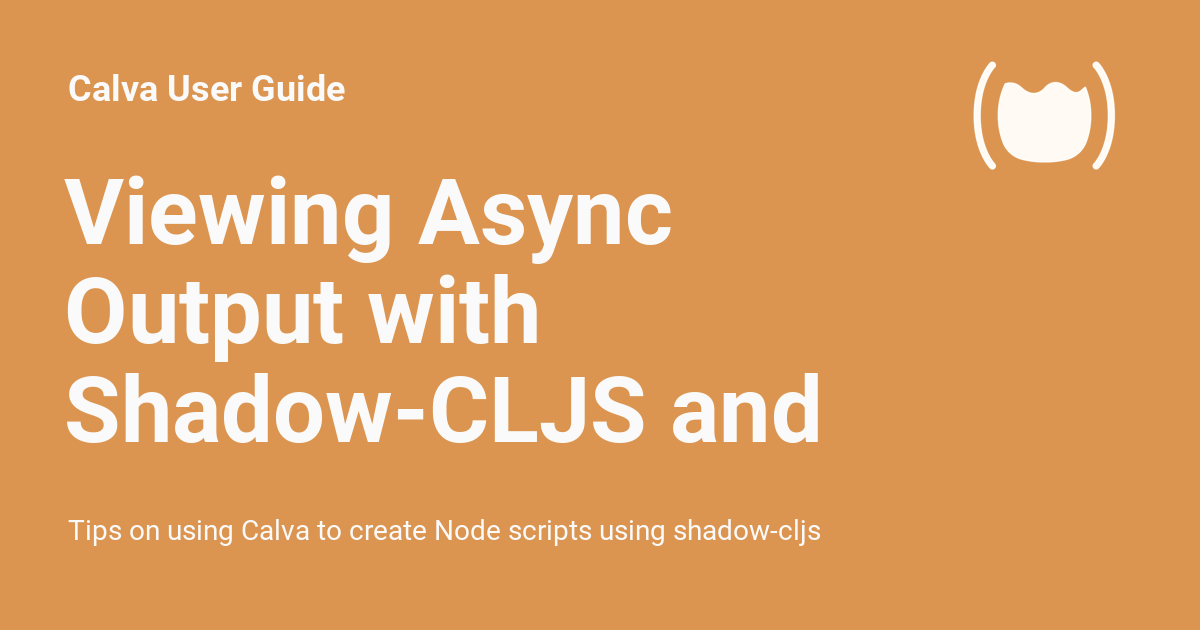 Calva User Guide
Viewing Async
Output with
Shadow-CLJS and
Tips on using Calva to create Node scripts using shadow-cljs